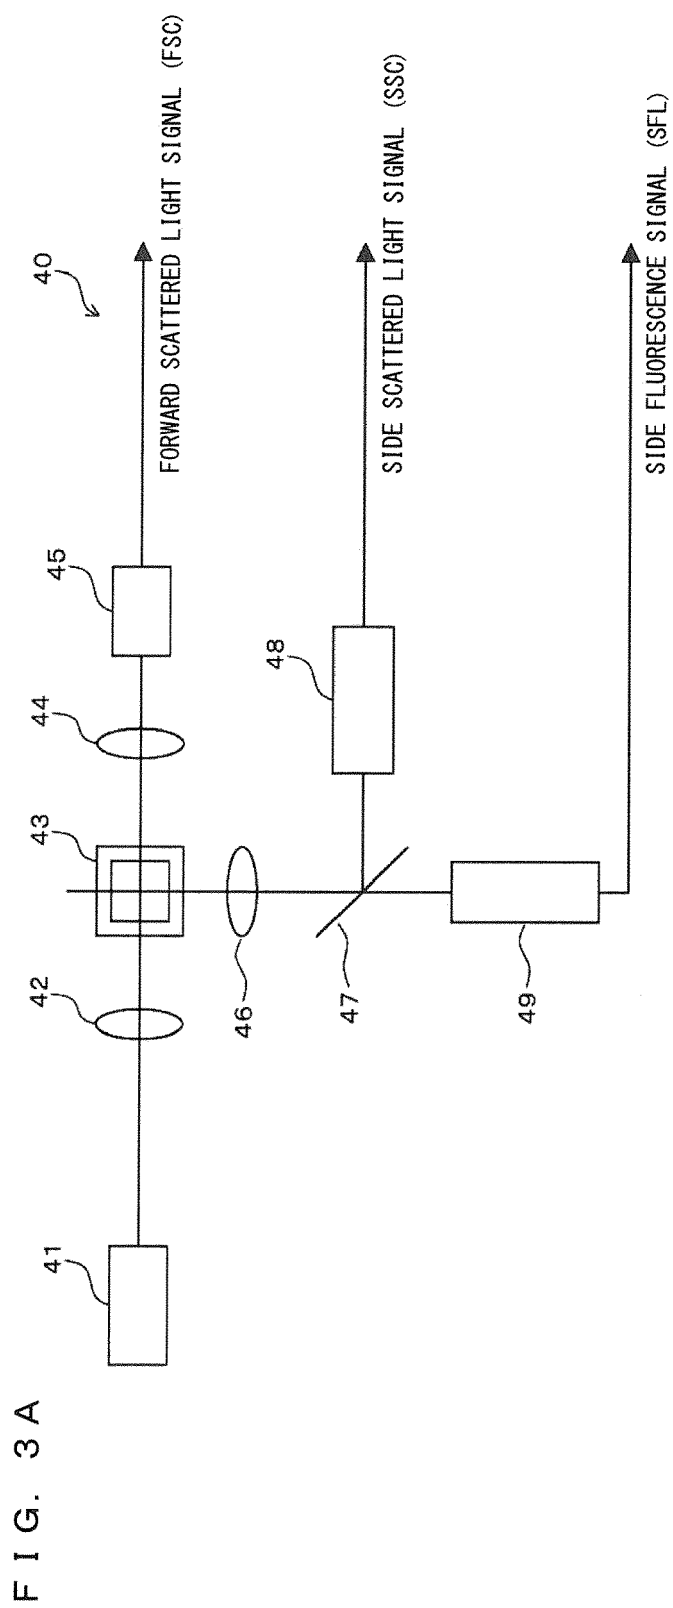 FIG. 3A
40
41
42
43
44
45
FORWARD SCATTERED LIGHT SIGNAL (FSC)
46
47
48
SIDE SCATTERED LIGHT SIGNAL (SSC)
49
SIDE FLUORESCENCE SIGNAL (SFL)